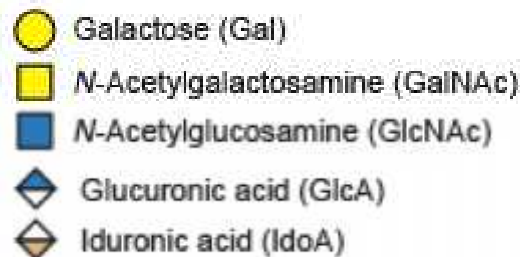 Galactose (Gal)
N-Acetylgalactosamine (GalNAc)
N-Acetylglucosamine (GlcNAc)
Glucuronic acid (GlcA)
Iduronic acid (IdoA)